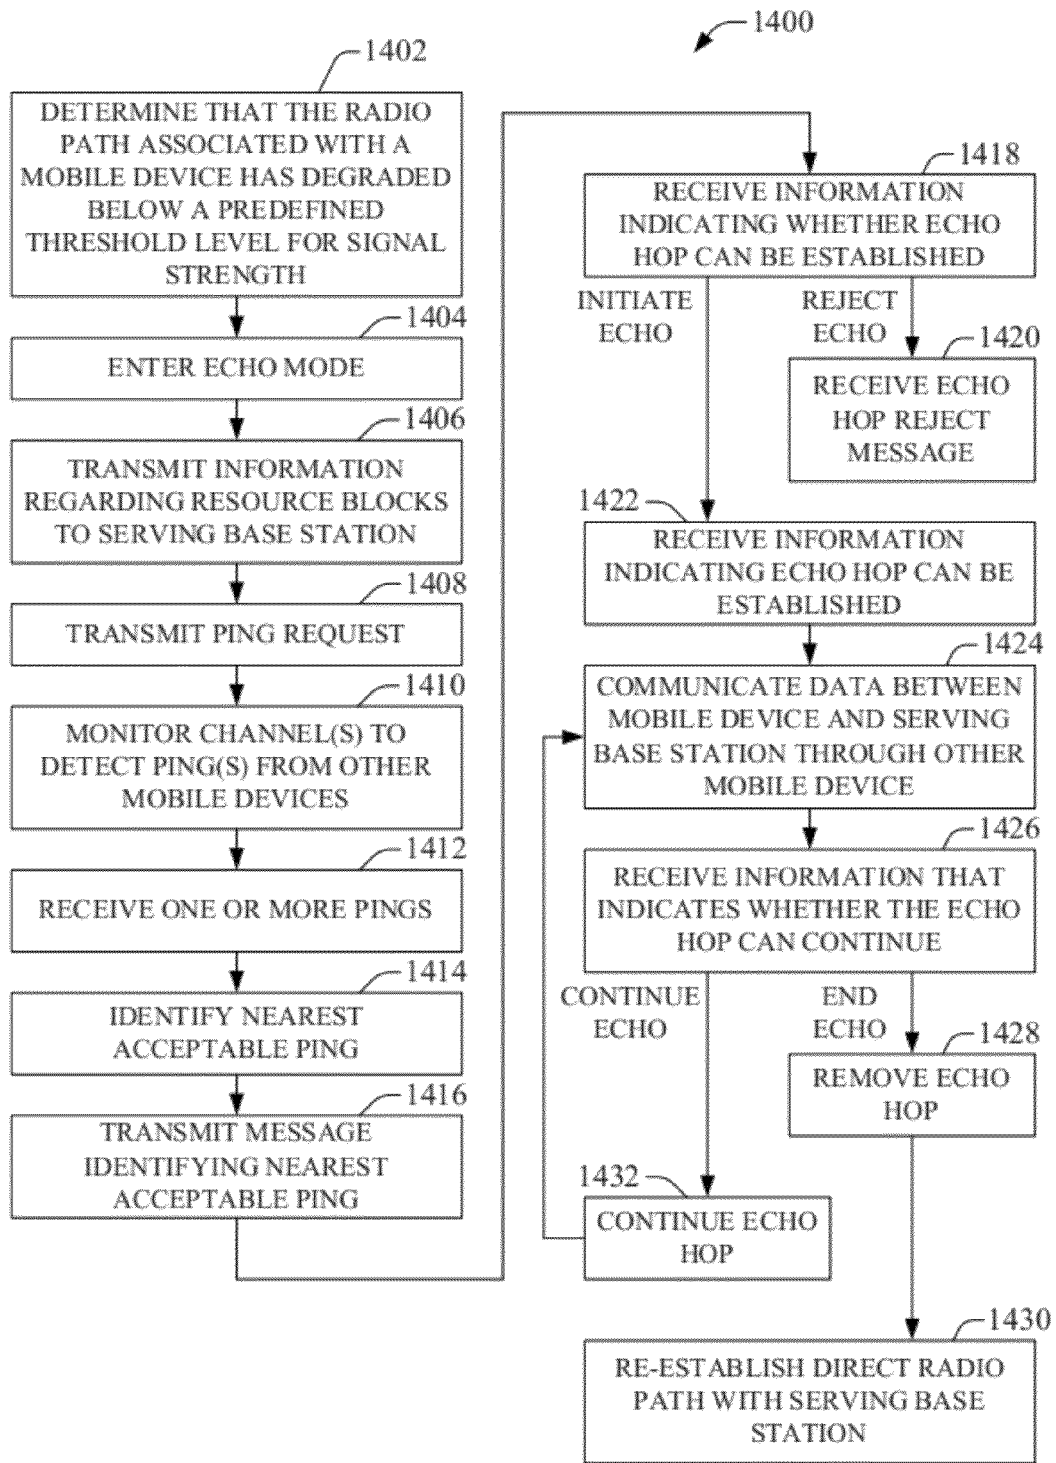 1400
1402
DETERMINE THAT THE RADIO
PATH ASSOCIATED WITH A
MOBILE DEVICE HAS DEGRADED
BELOW A PREDEFINED
THRESHOLD LEVEL FOR SIGNAL
STRENGTH
1404
ENTER ECHO MODE
1406
TRANSMIT INFORMATION
REGARDING RESOURCE BLOCKS
TO SERVING BASE STATION
1408
TRANSMIT PING REQUEST
1410
MONITOR CHANNEL(S) TO
DETECT PING(S) FROM OTHER
MOBILE DEVICES
1412
RECEIVE ONE OR MORE PINGS
1414
IDENTIFY NEAREST
ACCEPTABLE PING
1416
TRANSMIT MESSAGE
IDENTIFYING NEAREST
ACCEPTABLE PING
1418
RECEIVE INFORMATION
INDICATING WHETHER ECHO
HOP CAN BE ESTABLISHED
INITIATE
ECHO
REJECT
ECHO
1420
RECEIVE ECHO
HOP REJECT
MESSAGE
1422
RECEIVE INFORMATION
INDICATING ECHO HOP CAN BE
ESTABLISHED
1424
COMMUNICATE DATA BETWEEN
MOBILE DEVICE AND SERVING
BASE STATION THROUGH OTHER
MOBILE DEVICE
1426
RECEIVE INFORMATION THAT
INDICATES WHETHER THE ECHO
HOP CAN CONTINUE
CONTINUE
ECHO
END
ECHO
1428
REMOVE ECHO
HOP
1432
CONTINUE ECHO
HOP
1430
RE-ESTABLISH DIRECT RADIO
PATH WITH SERVING BASE
STATION